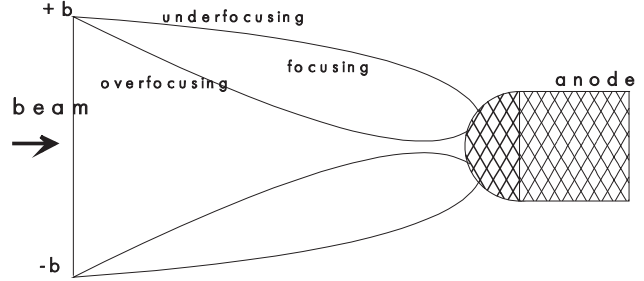 +b
underfocusing
focusing
anode
overfocusing
beam
-b